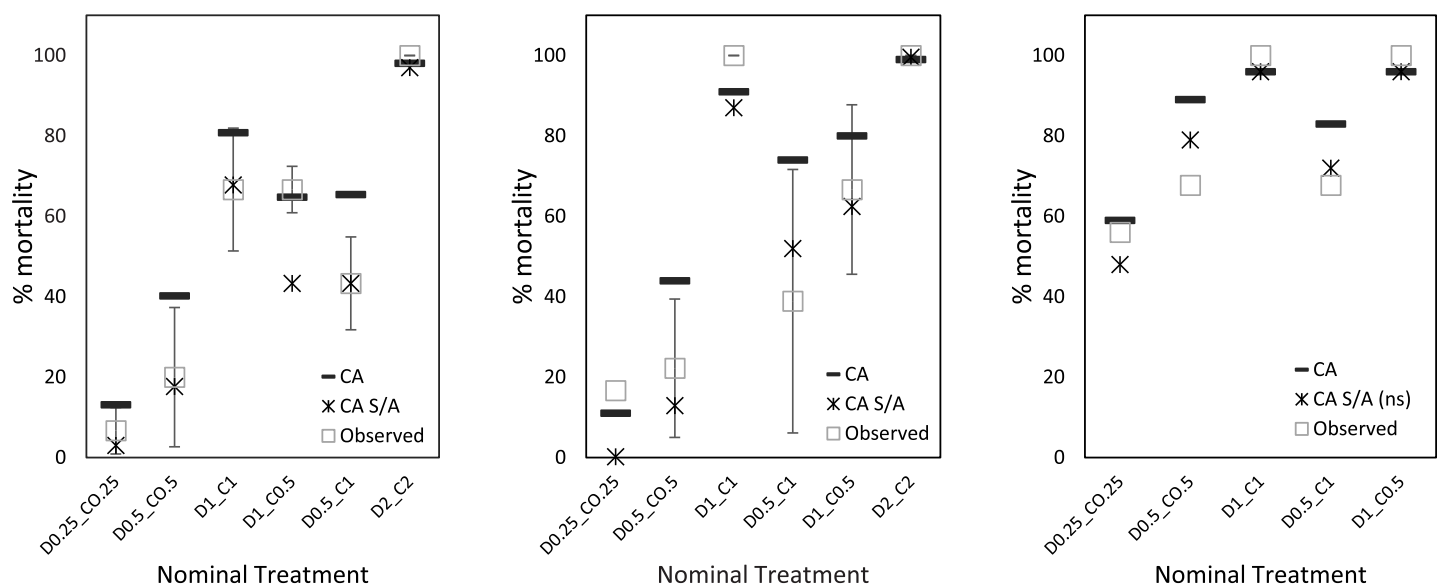 % mortality
100
80
60
40
20
0
CA
CA S/A
Observed
D0.25_CO.25
D0.5_CO.5
D1_C1
D1_C0.5
D0.5_C1
D2_C2
Nominal Treatment
% mortality
100
80
60
40
20
0
CA
CA S/A
Observed
D0.25_CO.25
D0.5_CO.5
D1_C1
D0.5_C1
D1_C0.5
D2_C2
Nominal Treatment
% mortality
100
80
60
40
20
0
CA
CA S/A (ns)
Observed
D0.25_CO.25
D0.5_CO.5
D1_C1
D0.5_C1
D1_C0.5
Nominal Treatment